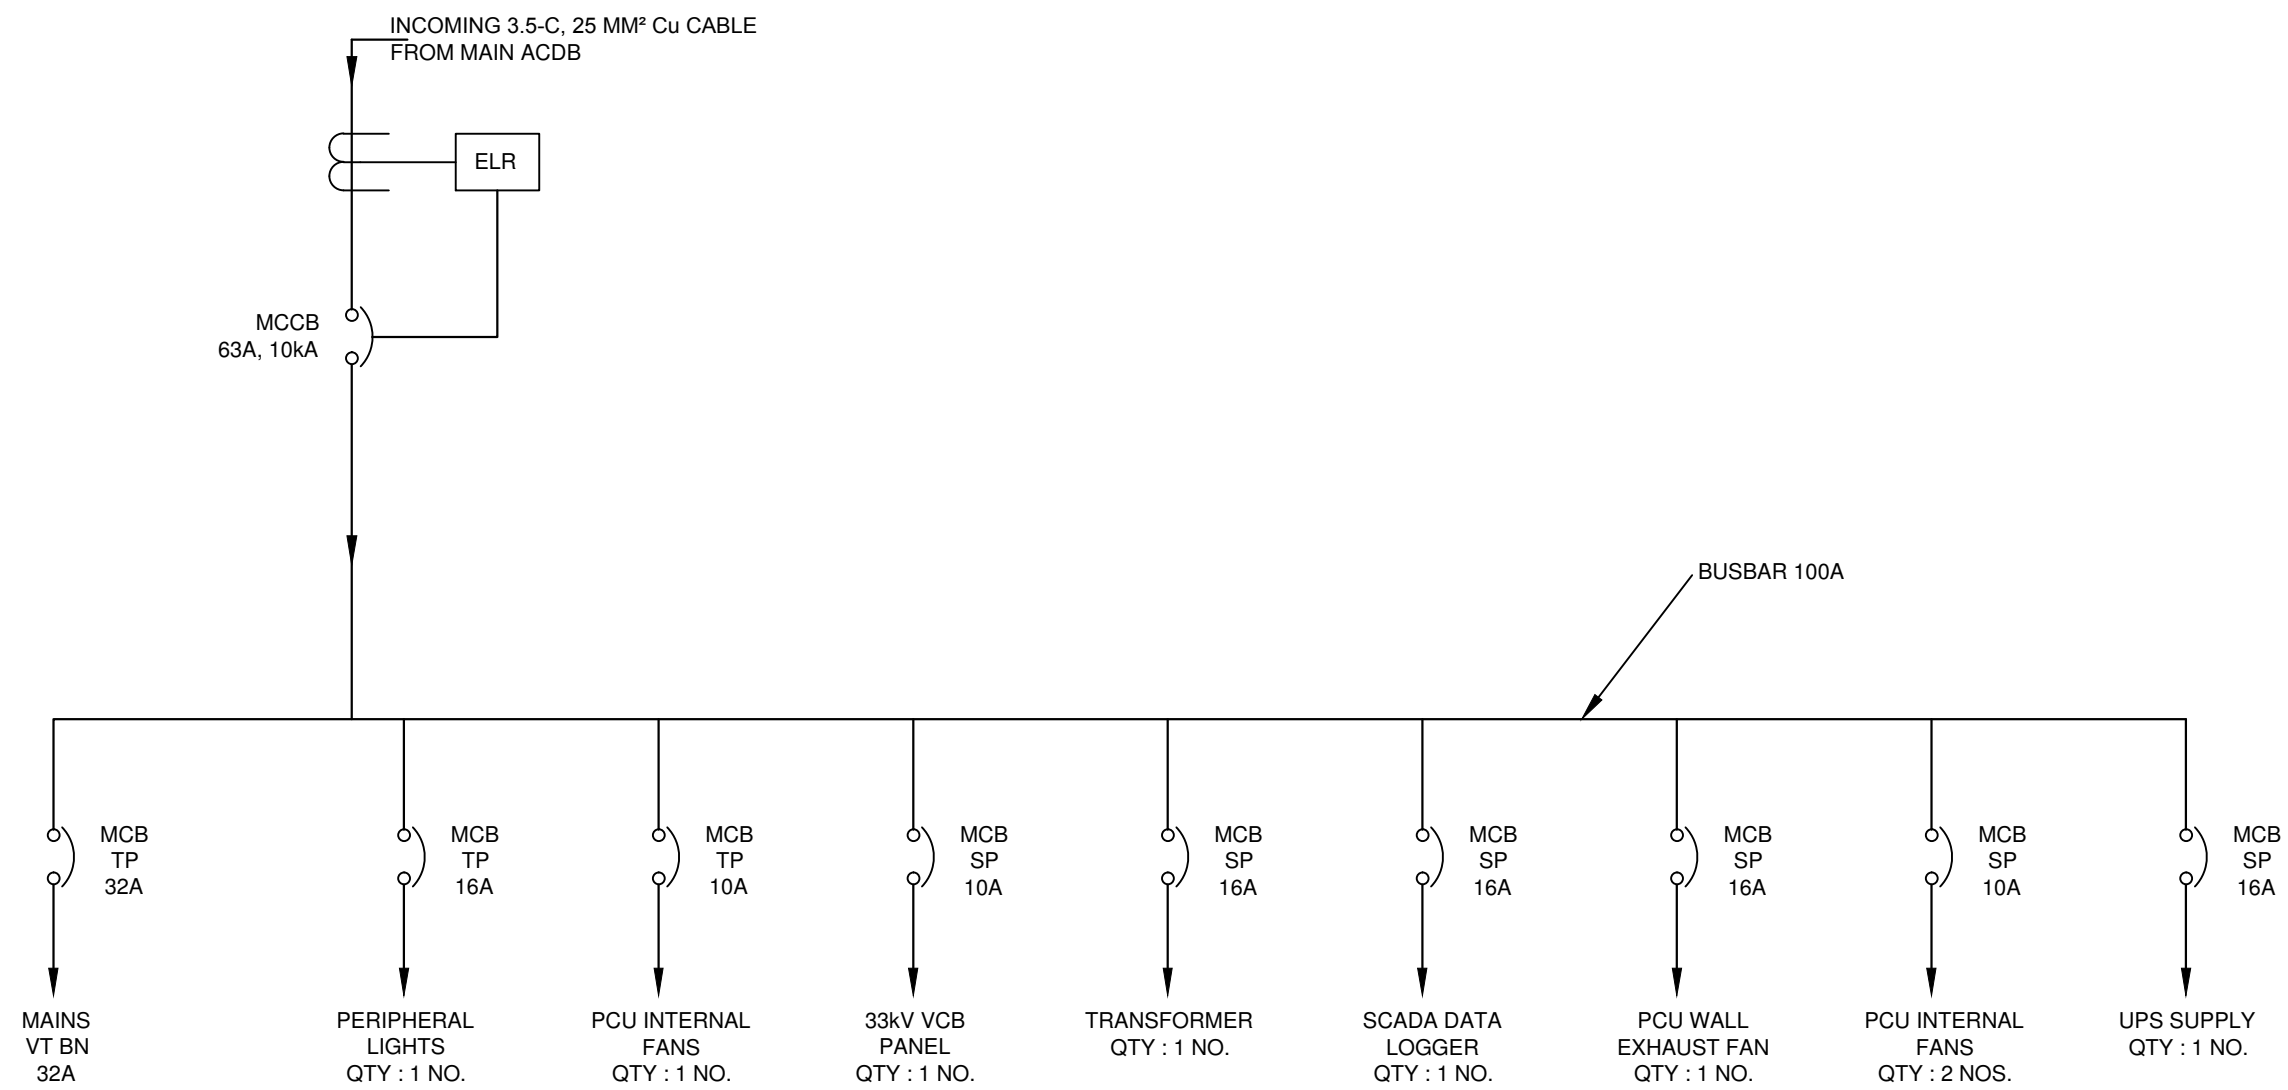 INCOMING 3.5-C, 25 MM² Cu CABLE
FROM MAIN ACDB
ELR
MCCB
63A, 10kA
BUSBAR 100A
MCB
TP
32A
MCB
TP
16A
MCB
TP
10A
MCB
SP
10A
MCB
SP
16A
MCB
SP
16A
MCB
SP
16A
MCB
SP
10A
MCB
SP
16A
MAINS
VT BN
32A
PERIPHERAL
LIGHTS
QTY : 1 NO.
PCU INTERNAL
FANS
QTY : 1 NO.
33kV VCB
PANEL
QTY : 1 NO.
TRANSFORMER
QTY : 1 NO.
SCADA DATA
LOGGER
QTY : 1 NO.
PCU WALL
EXHAUST FAN
QTY : 1 NO.
PCU INTERNAL
FANS
QTY : 2 NOS.
UPS SUPPLY
QTY : 1 NO.